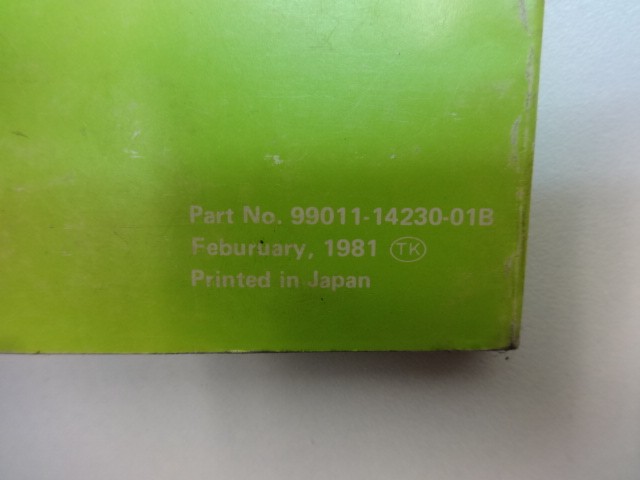 Part No. 99011-14230-01B
Feburuary, 1981 TK
Printed in Japan